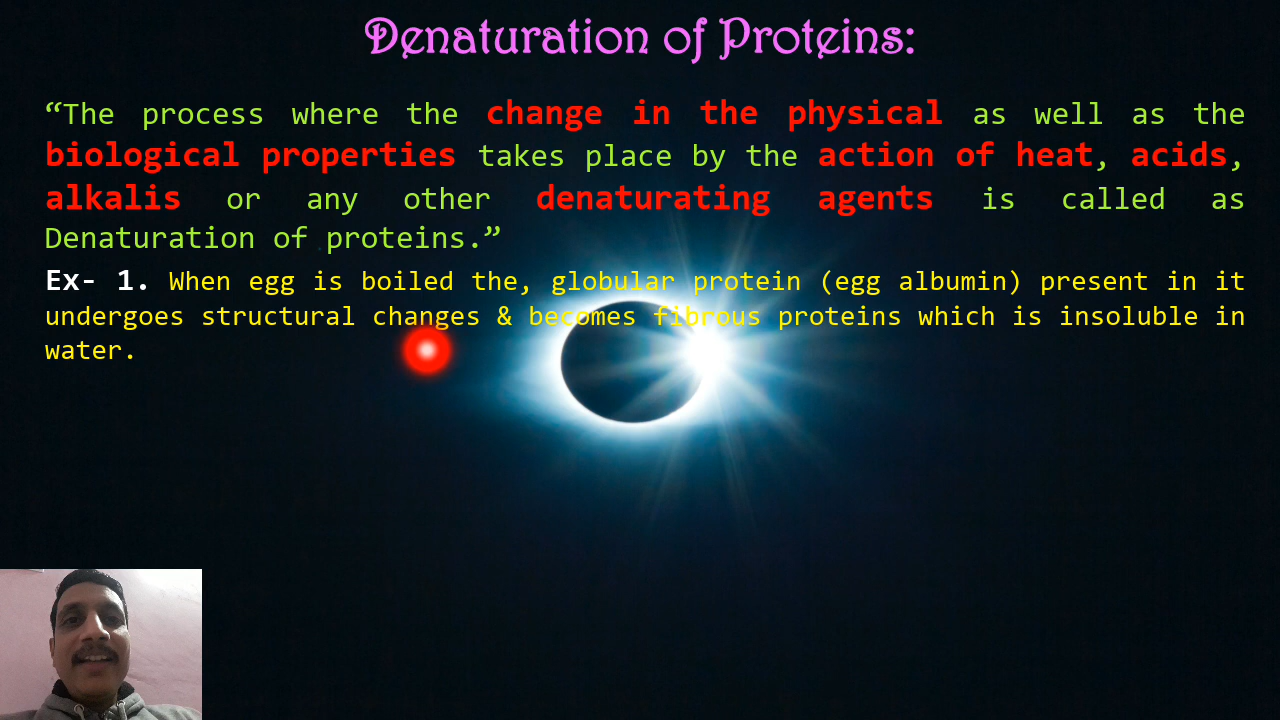 Denaturation of Proteins:
“The process where the change in the physical as well as the
biological properties takes place by the action of heat, acids,
alkalis or any other denaturating agents is called as
Denaturation of proteins.”
Ex- 1. When egg is boiled the, globular protein (egg albumin) present in it
undergoes structural changes & becomes fibrous proteins which is insoluble in
water.